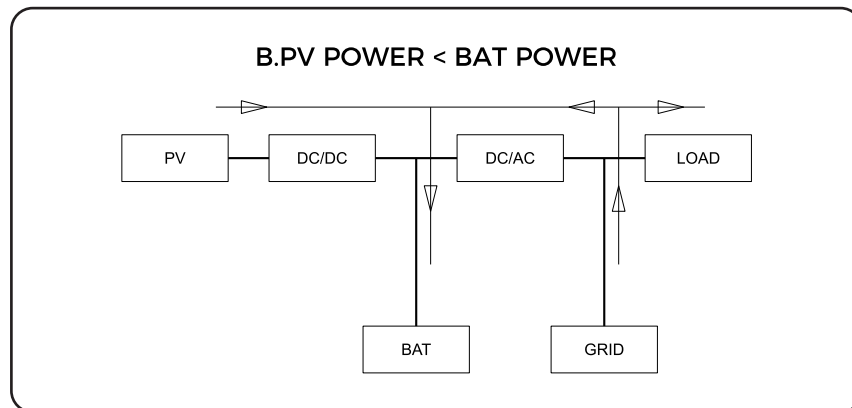 B.PV POWER < BAT POWER
PV
DC/DC
DC/AC
LOAD
BAT
GRID